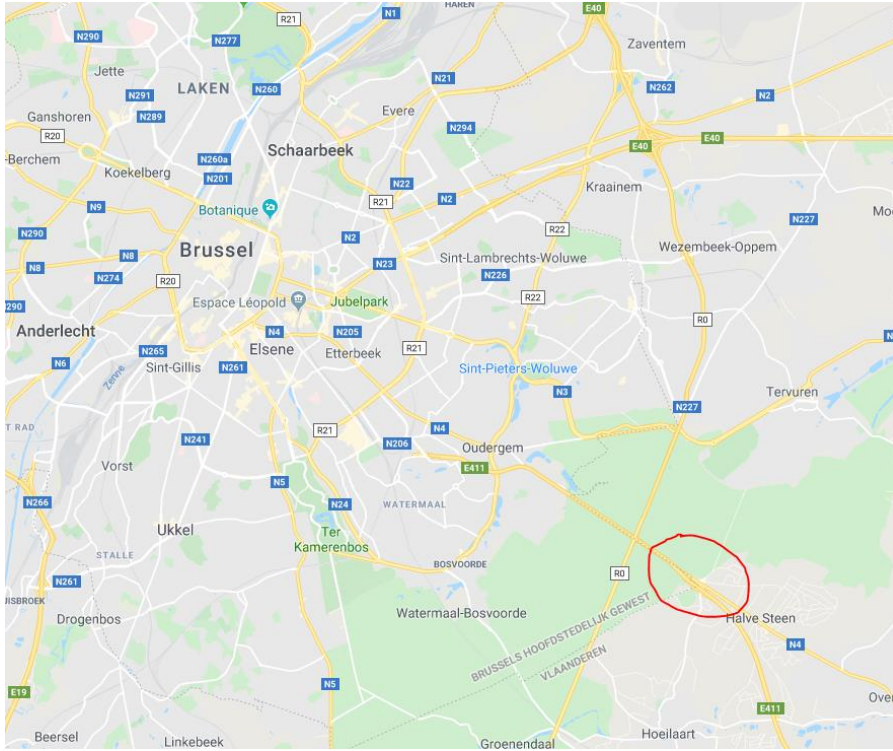 HAREN
N1
E40
R21
N290
N277
Zaventem
Jette
LAKEN
N260
N21
N262
N2
N291
Evere
Ganshoren
N289
N294
R20
E40
E40
-Berchem
N260a
Schaarbeek
Koekelberg
N201
N22
Kraainem
R21
N2
N9
Botanique
N227
Moo
R22
N290
N2
Brussel
Wezembeek-Oppem
N8
N8
N23
Sint-Lambrechts-Woluwe
N274
R20
N226
Espace Léopold
Jubelpark
R22
N290
R0
Anderlecht
N4
N205
Elsene
Etterbeek
R21
N265
N6
Sint-Gillis
N261
Sint-Pieters-Woluwe
Zenne
N3
Tervuren
N227
N4
R21
N241
N206
Oudergem
Vorst
E411
N5
N266
N24
WATERMAAL
Ukkel
Ter
Kamerenbos
STALLE
BOSVOORDE
R0
N261
Watermaal-Bosvoorde
Drogenbos
BRUSSELS HOOFDSTEDELIJK GEWEST
Halve Steen
VLAANDEREN
N4
N5
E19
E411
Beersel
Linkebeek
Hoeilaart
Groenendaal